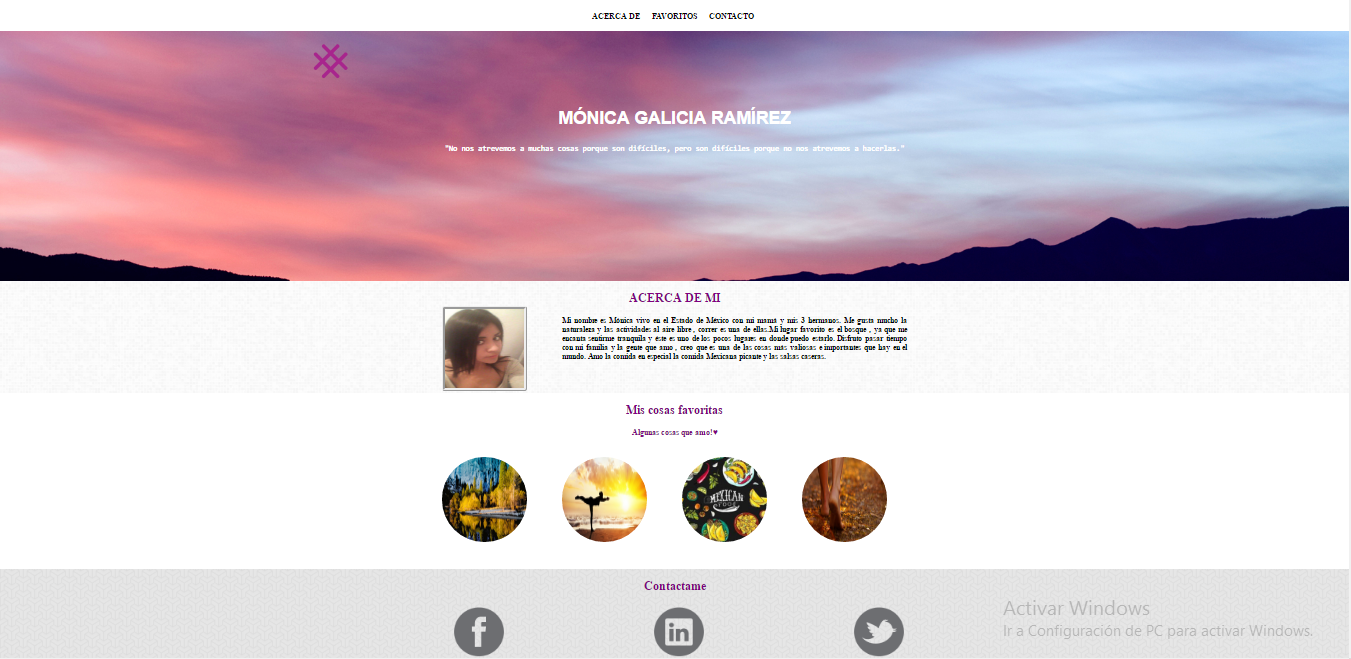 ACERCA DE FAVORITOS CONTACTO
MÓNICA GALICIA RAMÍREZ
"No nos atrevemos a muchas cosas porque son difíciles, pero son difíciles porque no nos atrevemos a hacerlas."
ACERCA DE MI
Mi nombre es Mónica vivo en el Estado de México con mi mamá y mis 3 hermanos. Me gusta mucho la
naturaleza y las actividades al aire libre , correr es una de ellas.Mi lugar favorito es el bosque , ya que me
encanta sentirme tranquila y éste es uno de los pocos lugares en donde puedo estarlo. Disfruto pasar tiempo
con mi familia y la gente que amo , creo que es una de las cosas más valiosas e importantes que hay en el
mundo. Amo la comida en especial la comida Mexicana picante y las salsas caseras.
Mis cosas favoritas
Algunas cosas que amo!♥
MEXICAN
FOOD
Contactame
f
in
Activar Windows
Ir a Configuración de PC para activar Windows.